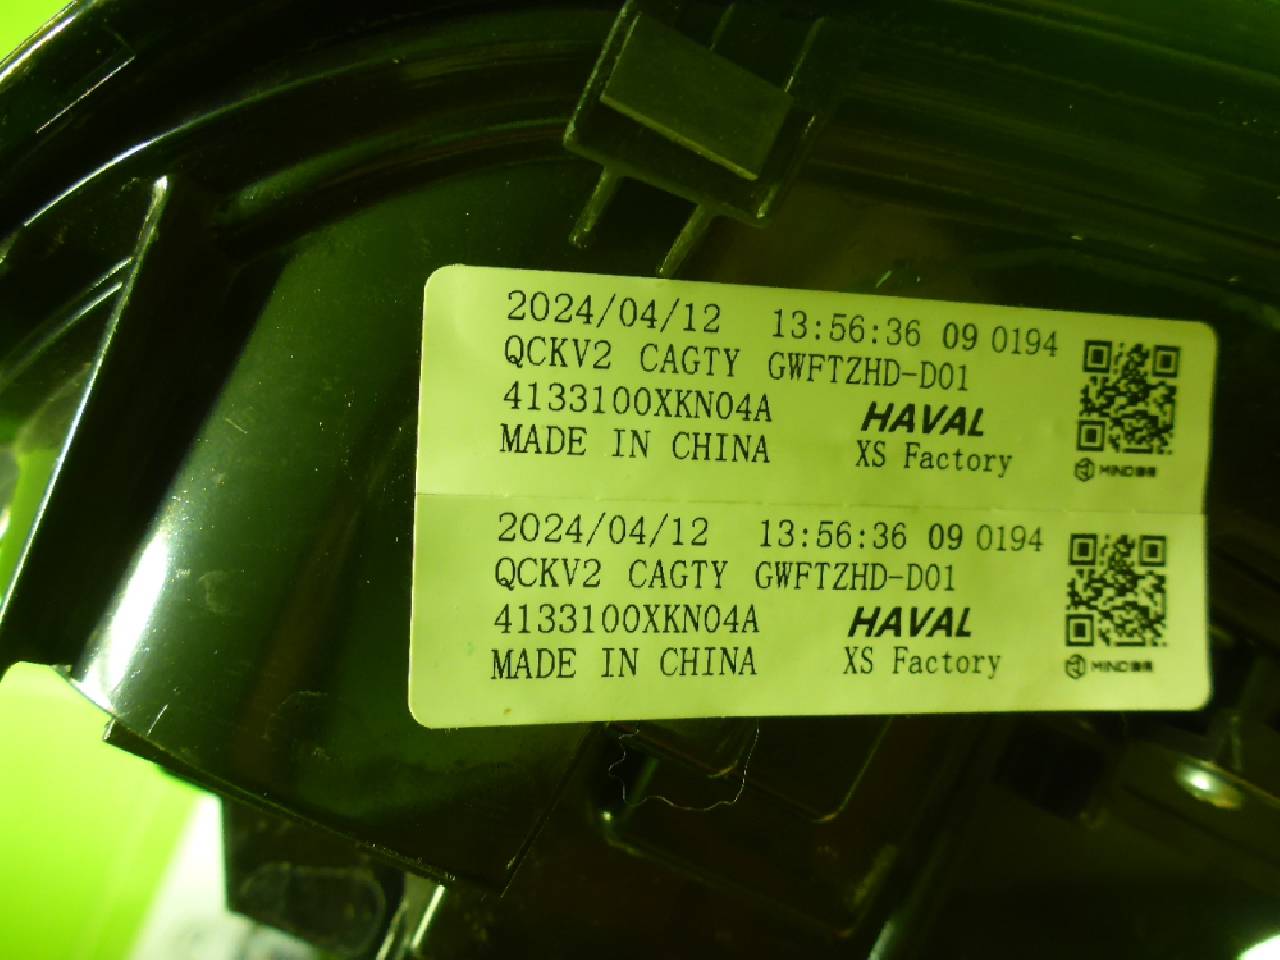 2024/04/12 13:56:36 09 0194
QCKV2 CAGTY GWFTZHD-D01
4133100XKN04A HAVAL
MADE IN CHINA XS Factory
MIND
2024/04/12 13:56:36 09 0194
QCKV2 CAGTY GWFTZHD-D01
4133100XKN04A HAVAL
MADE IN CHINA XS Factory
MIND